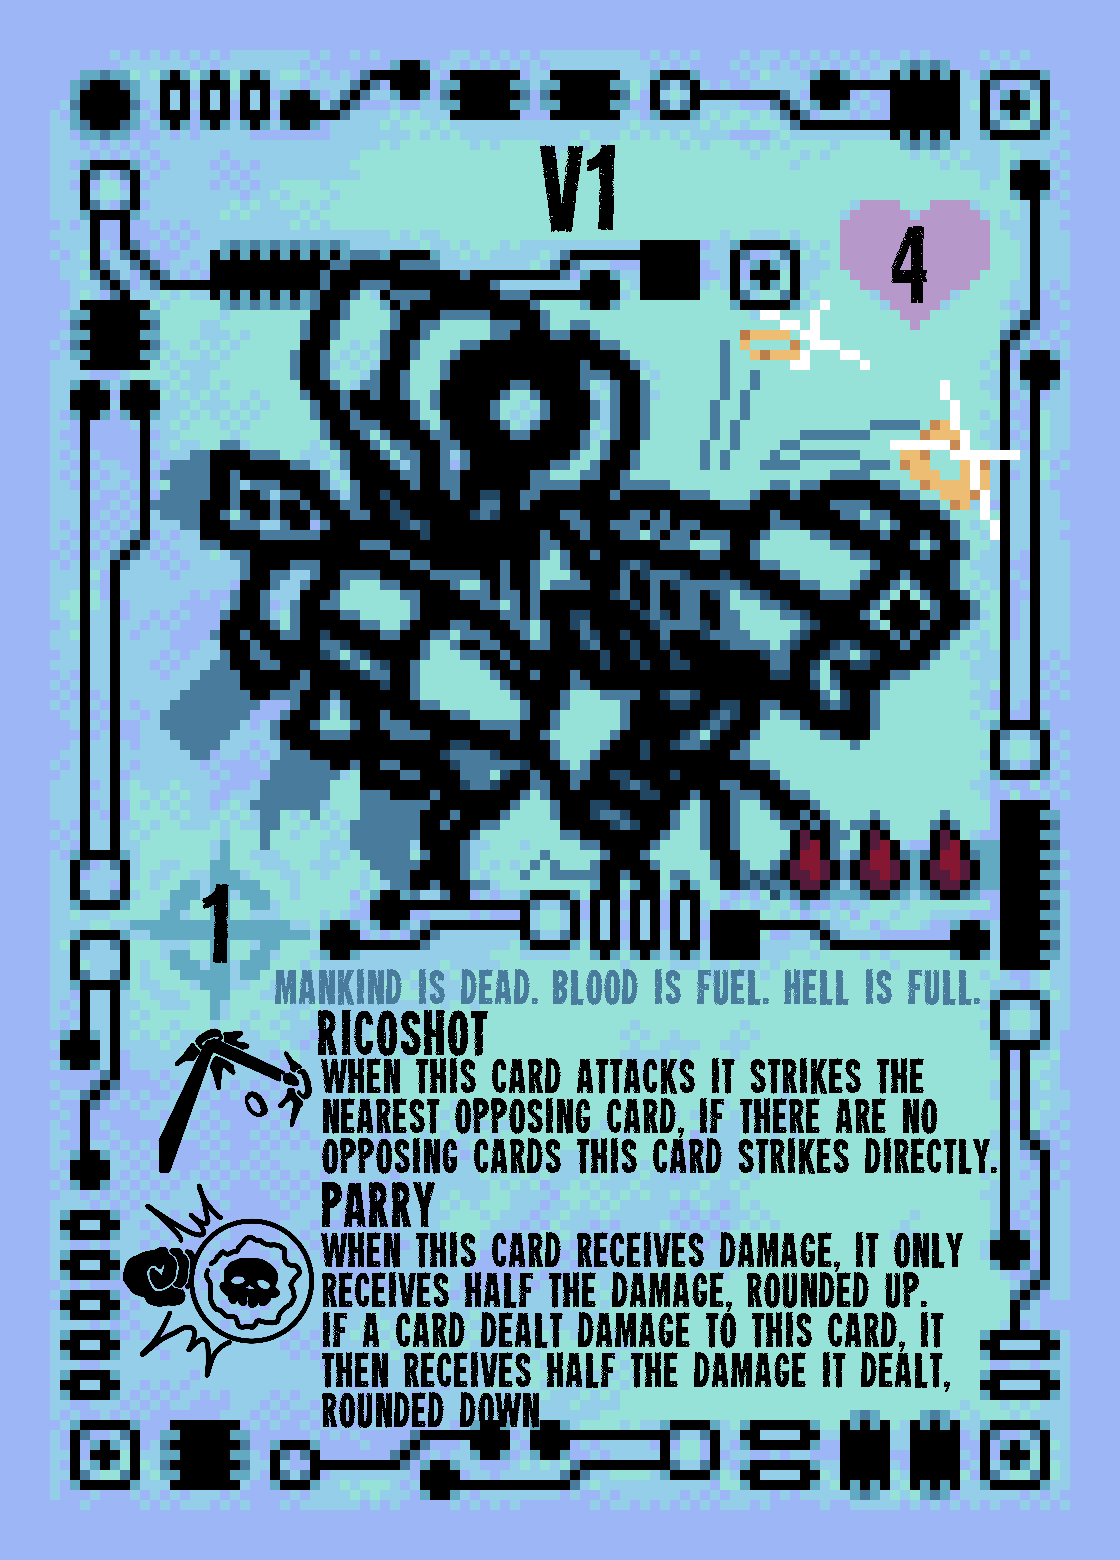 V1
4
1
MANKIND IS DEAD. BLOOD IS FUEL. HELL IS FULL.
RICOSHOT
WHEN THIS CARD ATTACKS IT STRIKES THE
NEAREST OPPOSING CARD, IF THERE ARE NO
OPPOSING CARDS THIS CARD STRIKES DIRECTLY.
PARRY
WHEN THIS CARD RECEIVES DAMAGE, IT ONLY
RECEIVES HALF THE DAMAGE, ROUNDED UP.
IF A CARD DEALT DAMAGE TO THIS CARD, IT
THEN RECEIVES HALF THE DAMAGE IT DEALT,
ROUNDED DOWN